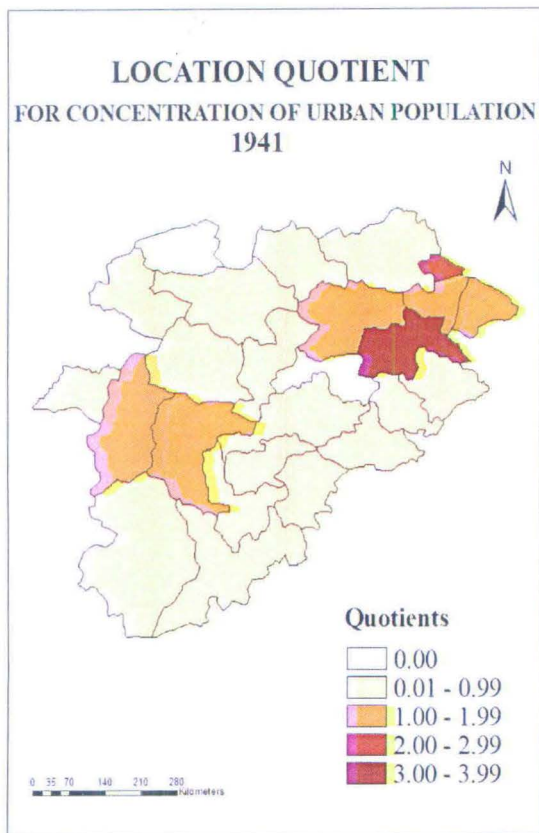 LOCATION QUOTIENT
FOR CONCENTRATION OF URBAN POPULATION
1941
N
Quotients
0.00
0.01 - 0.99
1.00 - 1.99
2.00 - 2.99
3.00 - 3.99
0 35 70 140 210 280
Kilometers